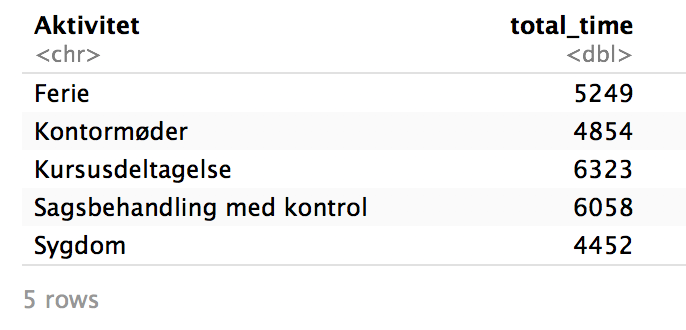 Aktivitet total_time
<chr> <dbl>
Ferie 5249
Kontormøder 4854
Kursusdeltagelse 6323
Sagsbehandling med kontrol 6058
Sygdom 4452
5 rows